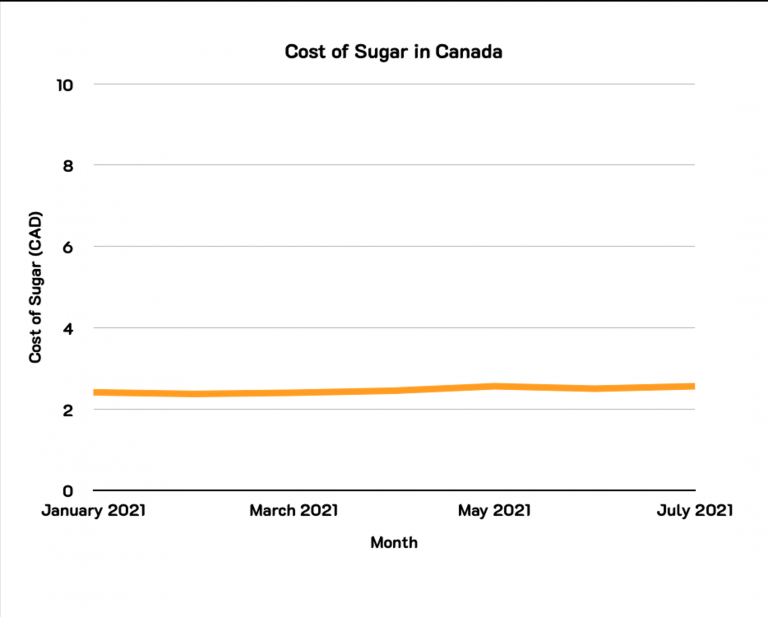 Cost of Sugar in Canada
10
8
6
4
2
0
Cost of Sugar (CAD)
January 2021 March 2021 May 2021 July 2021
Month